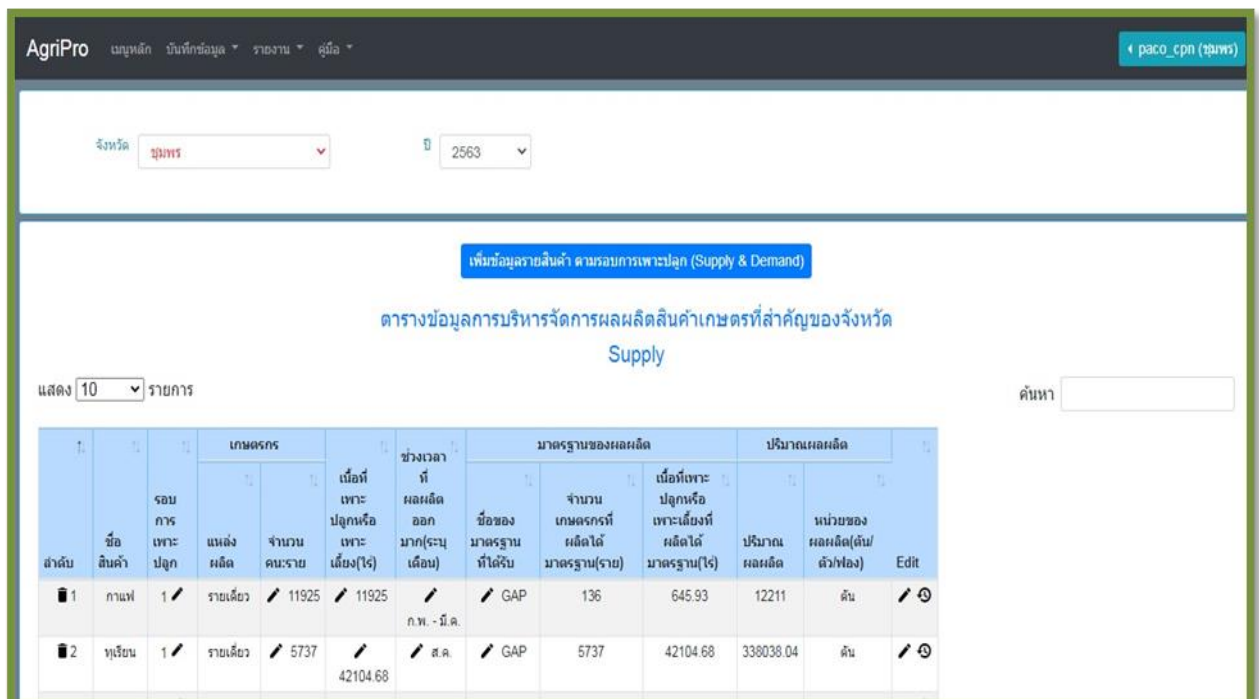 AgriPro เมนูหลัก บันทึกข้อมูล รายงาน คู่มือ paco_cpn (ชุมพร)
จังหวัด ชุมพร ปี 2563
เพิ่มข้อมูลรายสินค้า ตามรอบการเพาะปลูก (Supply & Demand)
ตารางข้อมูลการบริหารจัดการผลผลิตสินค้าเกษตรที่สำคัญของจังหวัด
Supply
แสดง 10 รายการ ค้นหา
เกษตรกร มาตรฐานของผลผลิต ปริมาณผลผลิต
ลำดับ
ชื่อ
สินค้า
รอบ
การ
เพาะ
ปลูก
แหล่ง
ผลิต
จำนวน
คน:ราย
เนื้อที่
เพาะ
ปลูกหรือ
เพาะ
เลี้ยง(ไร่)
ช่วงเวลา
ที่
ผลผลิต
ออก
มาก(ระบุ
เดือน)
ชื่อของ
มาตรฐาน
ที่ได้รับ
จำนวน
เกษตรกรที่
ผลิตได้
มาตรฐาน(ราย)
เนื้อที่เพาะ
ปลูกหรือ
เพาะเลี้ยงที่
ผลิตได้
มาตรฐาน(ไร่)
ปริมาณ
ผลผลิต
หน่วยของ
ผลผลิต(ตัน/
ตัว/ฟอง)
Edit
1 กาแฟ 1 รายเดี่ยว 11925 11925 ก.พ. - มี.ค. GAP 136 645.93 12211 ตัน
2 ทุเรียน 1 รายเดี่ยว 5737 42104.68 ส.ค. GAP 5737 42104.68 338038.04 ตัน